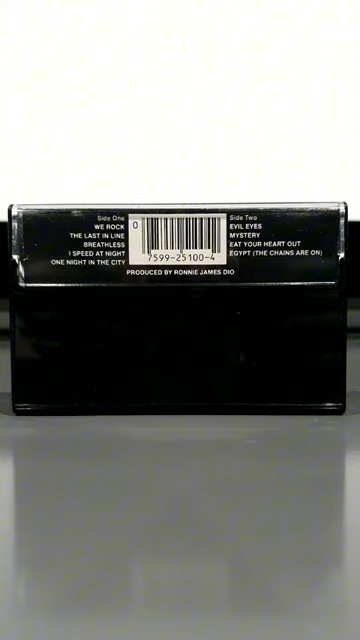 Side One
WE ROCK
THE LAST IN LINE
BREATHLESS
I SPEED AT NIGHT
ONE NIGHT IN THE CITY
0
7599-25100-4
Side Two
EVIL EYES
MYSTERY
EAT YOUR HEART OUT
EGYPT (THE CHAINS ARE ON)
PRODUCED BY RONNIE JAMES DIO